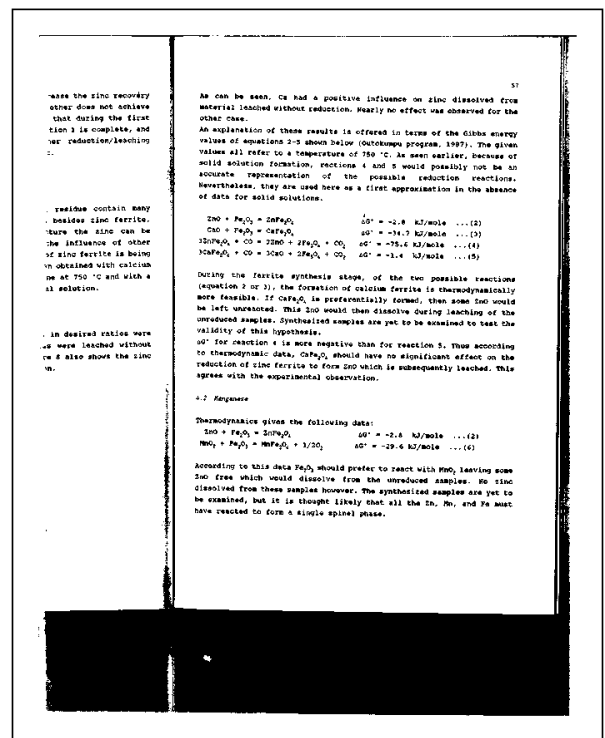 ease the zinc recovery
other does not achieve
that during the first
tion 1 is complete, and
er reduction/leaching
residue contain many
besides zinc ferrite.
ture the zinc can be
he influence of other
of zinc ferrite is being
n obtained with calcium
ne at 750 °C and with a
al solution.
in desired ratios were
es were leached without
re 8 also shows the zinc
on.
57
As can be seen, Ca had a positive influence on zinc dissolved from
material leached without reduction. Nearly no effect was observed for the
other case.
An explanation of these results is offered in terms of the Gibbs energy
values of equations 2-5 shown below (Outokumpu program, 1987). The given
values all refer to a temperature of 750 °C. As seen earlier, because of
solid solution formation, rections 4 and 5 would possibly not be an
accurate representation of the possible reduction reactions.
Nevertheless, they are used here as a first approximation in the absence
of data for solid solutions.
ZnO + Fe₂O₃ = ZnFe₂O₄ ΔG° = -2.8 kJ/mole ...(2)
CaO + Fe₂O₃ = CaFe₂O₄ ΔG° = -34.7 kJ/mole ...(3)
3ZnFe₂O₄ + CO = 3ZnO + 2Fe₃O₄ + CO₂ ΔG° = -75.6 kJ/mole ...(4)
3CaFe₂O₄ + CO = 3CaO + 2Fe₃O₄ + CO₂ ΔG° = -1.4 kJ/mole ...(5)
During the ferrite synthesis stage, of the two possible reactions
(equation 2 or 3), the formation of calcium ferrite is thermodynamically
more feasible. If CaFe₂O₄ is preferentially formed, then some ZnO would
be left unreacted. This ZnO would then dissolve during leaching of the
unreduced samples. Synthesized samples are yet to be examined to test the
validity of this hypothesis.
ΔG° for reaction 4 is more negative than for reaction 5. Thus according
to thermodynamic data, CaFe₂O₄ should have no significant effect on the
reduction of zinc ferrite to form ZnO which is subsequently leached. This
agrees with the experimental observation.
4.2 Manganese
Thermodynamics gives the following data:
ZnO + Fe₂O₃ = ZnFe₂O₄ ΔG° = -2.8 kJ/mole ...(2)
MnO₂ + Fe₂O₃ = MnFe₂O₄ + 1/2O₂ ΔG° = -29.6 kJ/mole ...(6)
According to this data Fe₂O₃ should prefer to react with MnO₂ leaving some
ZnO free which would dissolve from the unreduced samples. No zinc
dissolved from these samples however. The synthesized samples are yet to
be examined, but it is thought likely that all the Zn, Mn, and Fe must
have reacted to form a single spinel phase.